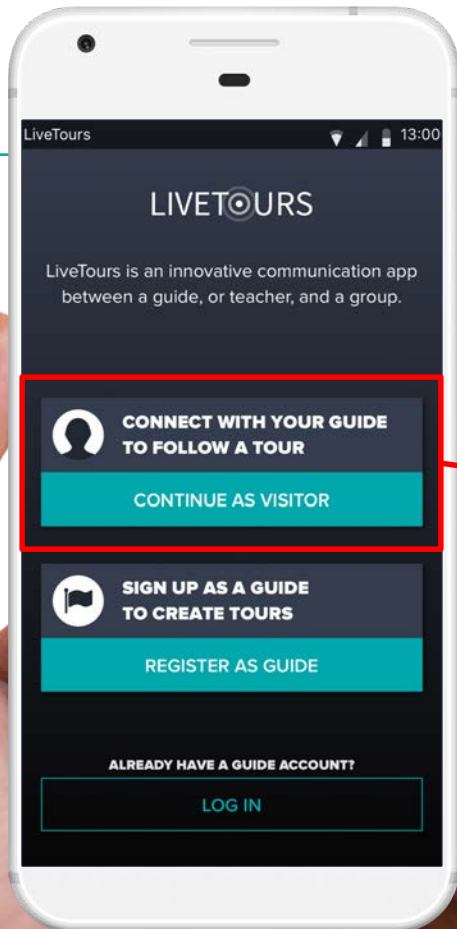 LiveTours
13:00
LIVETOURS
LiveTours is an innovative communication app
between a guide, or teacher, and a group.
CONNECT WITH YOUR GUIDE
TO FOLLOW A TOUR
CONTINUE AS VISITOR
SIGN UP AS A GUIDE
TO CREATE TOURS
REGISTER AS GUIDE
ALREADY HAVE A GUIDE ACCOUNT?
LOG IN